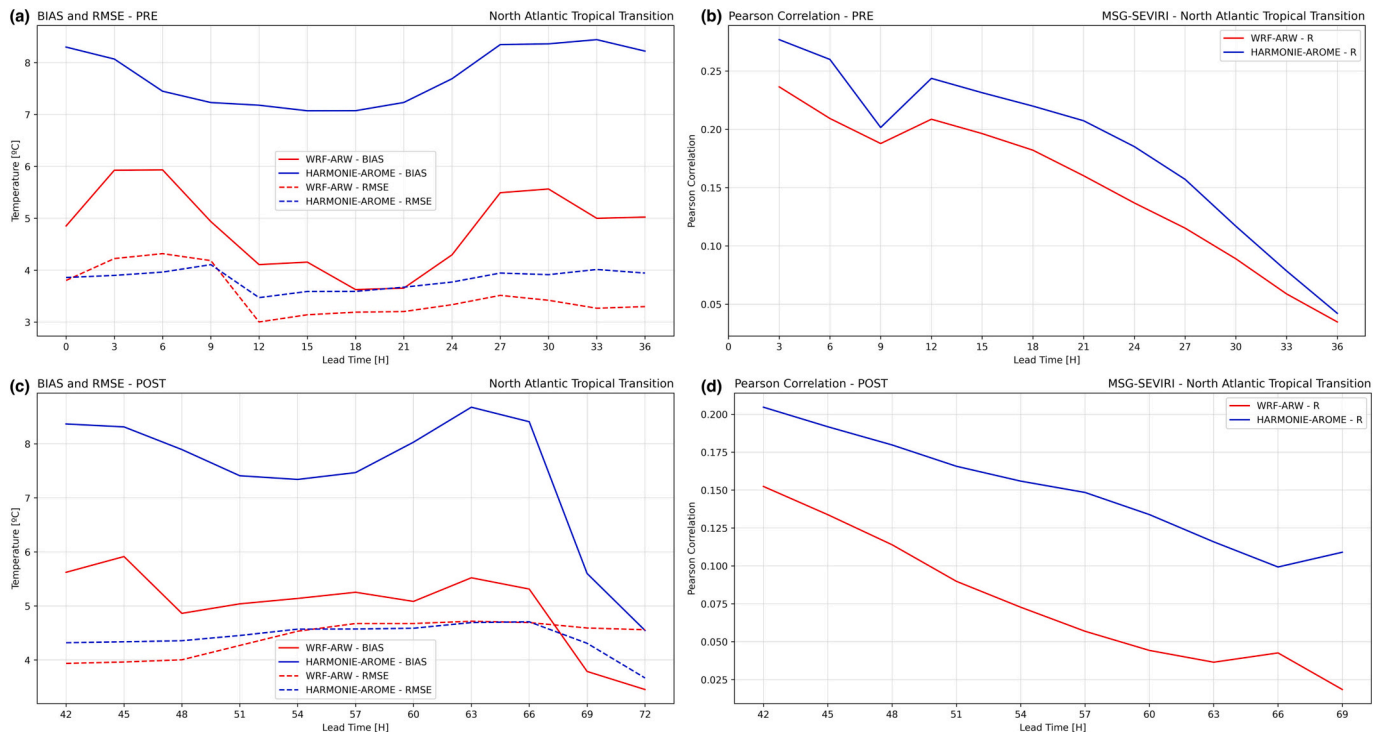 (a) BIAS and RMSE - PRE North Atlantic Tropical Transition
8
7
6
5
4
3
Temperature [ºC]
WRF-ARW - BIAS
HARMONIE-AROME - BIAS
WRF-ARW - RMSE
HARMONIE-AROME - RMSE
0 3 6 9 12 15 18 21 24 27 30 33 36
Lead Time [H]
(b) Pearson Correlation - PRE MSG-SEVIRI - North Atlantic Tropical Transition
WRF-ARW - R
HARMONIE-AROME - R
0.25
0.20
0.15
0.10
0.05
Pearson Correlation
0 3 6 9 12 15 18 21 24 27 30 33 36
Lead Time [H]
(c) BIAS and RMSE - POST North Atlantic Tropical Transition
8
7
6
5
4
Temperature [ºC]
WRF-ARW - BIAS
HARMONIE-AROME - BIAS
WRF-ARW - RMSE
HARMONIE-AROME - RMSE
42 45 48 51 54 57 60 63 66 69 72
Lead Time [H]
(d) Pearson Correlation - POST MSG-SEVIRI - North Atlantic Tropical Transition
WRF-ARW - R
HARMONIE-AROME - R
0.200
0.175
0.150
0.125
0.100
0.075
0.050
0.025
Pearson Correlation
42 45 48 51 54 57 60 63 66 69
Lead Time [H]